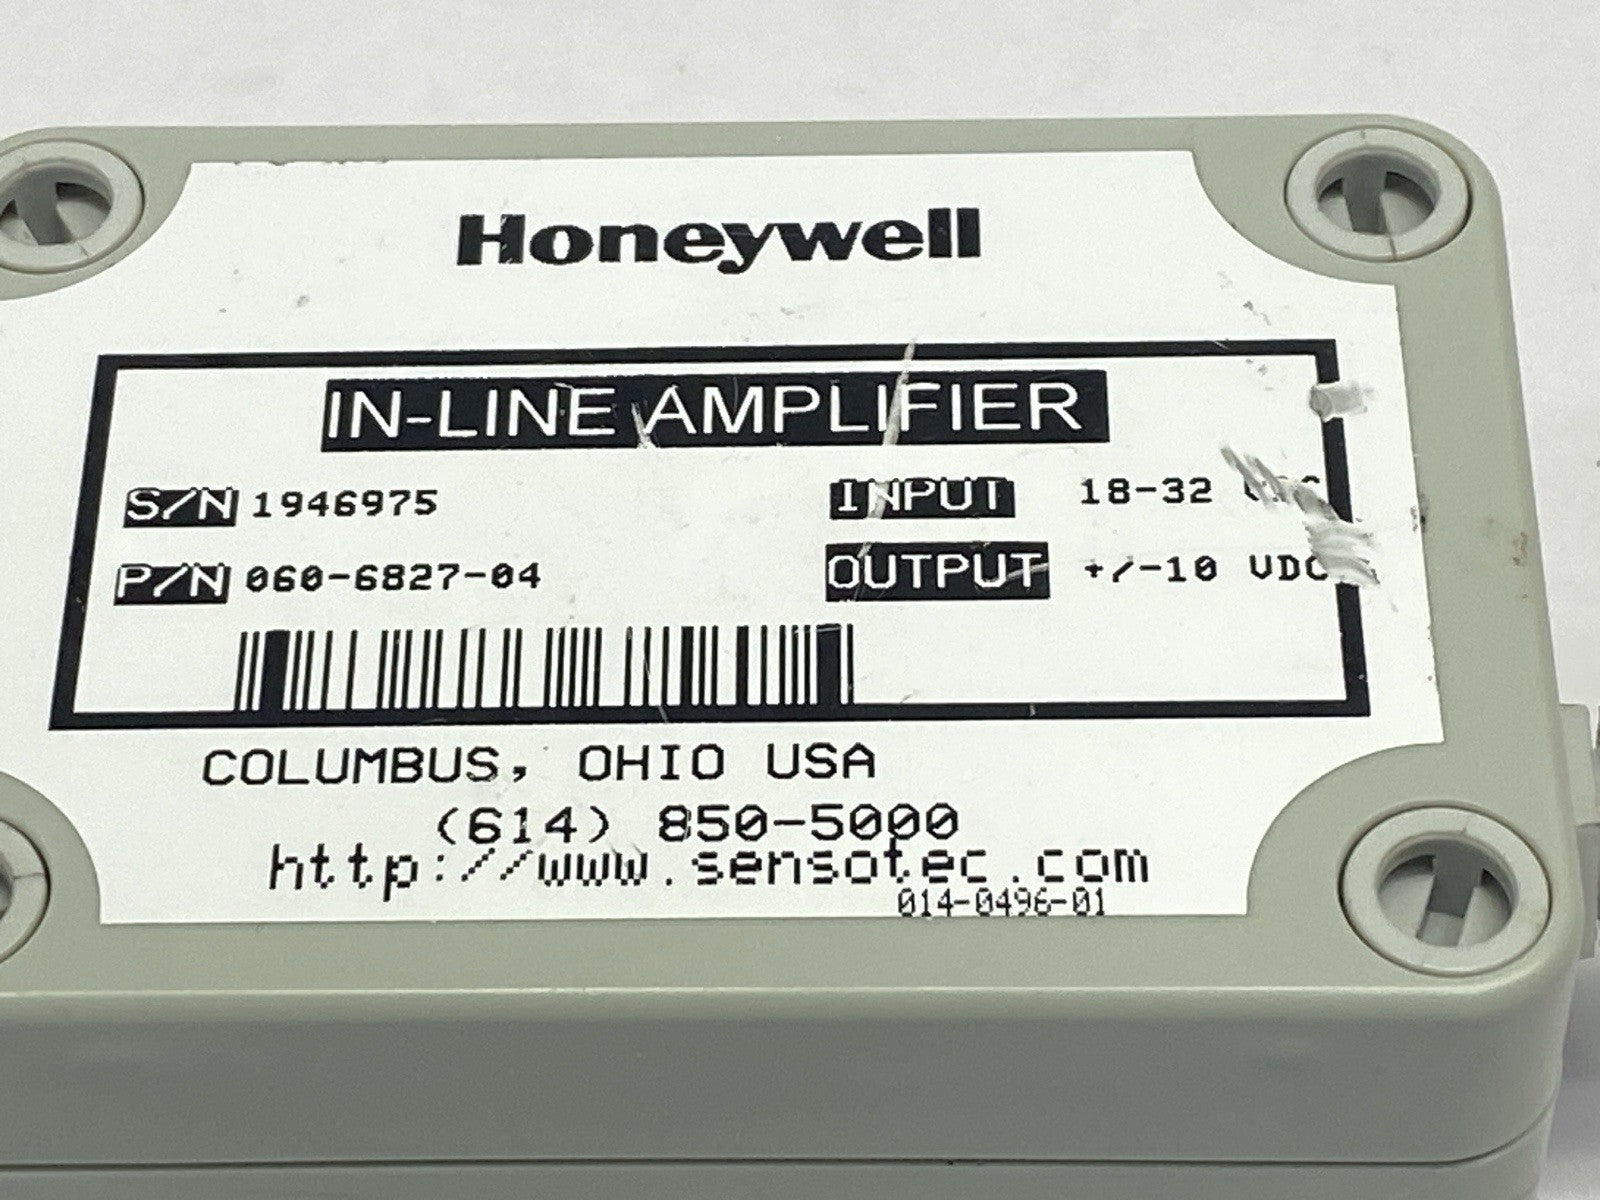 Honeywell
IN-LINE AMPLIFIER
S/N 1946975 INPUT 18-32
P/N 060-6827-04 OUTPUT +/-10 VDC
COLUMBUS, OHIO USA
(614) 850-5000
http://www.sensotec.com
014-0496-01